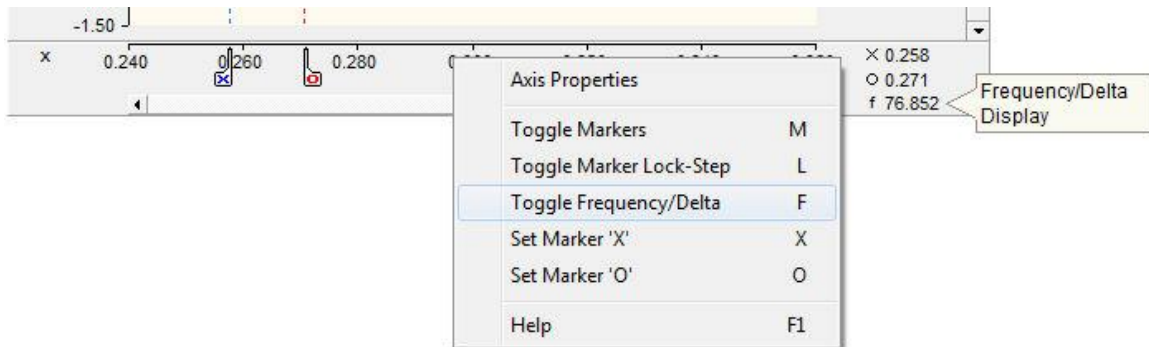 -1.50
x 0.240 0.260 0.280 × 0.258
X O O 0.271
f 76.852
Frequency/Delta
Display
Axis Properties
Toggle Markers M
Toggle Marker Lock-Step L
Toggle Frequency/Delta F
Set Marker 'X' X
Set Marker 'O' O
Help F1